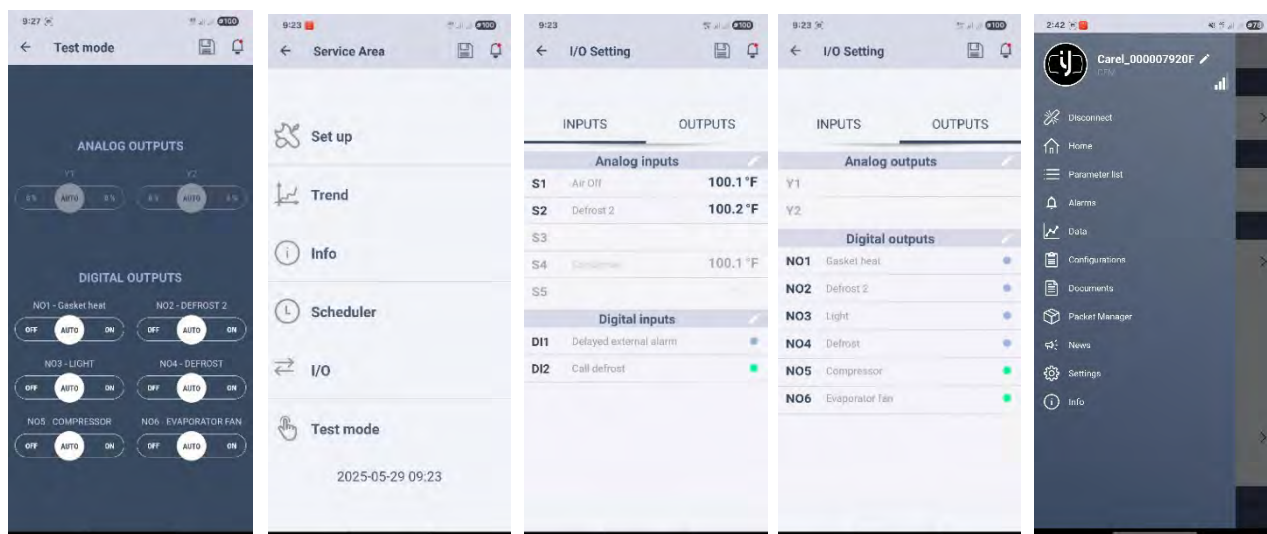 9:27
100
Test mode
ANALOG OUTPUTS
Y1
Y2
0%
AUTO
0%
0%
AUTO
0%
DIGITAL OUTPUTS
NO1 - Gasket heat
NO2 - DEFROST 2
OFF AUTO ON
OFF AUTO ON
NO3 - LIGHT
NO4 - DEFROST
OFF AUTO ON
OFF AUTO ON
NO5 COMPRESSOR
NO6 EVAPORATOR FAN
OFF AUTO ON
OFF AUTO ON
9:23
100
Service Area
Set up
Trend
Info
Scheduler
I/O
Test mode
2025-05-29 09:23
9:23
100
I/O Setting
INPUTS OUTPUTS
Analog inputs
S1 Air Off 100.1 °F
S2 Defrost 2 100.2 °F
S3
S4 Condenser 100.1 °F
S5
Digital inputs
DI1 Delayed external alarm
DI2 Call defrost
9:23
100
I/O Setting
INPUTS OUTPUTS
Analog outputs
Y1
Y2
Digital outputs
NO1 Gasket heat
NO2 Defrost 2
NO3 Light
NO4 Defrost
NO5 Compressor
NO6 Evaporator fan
2:42
Carel_000007920F
Disconnect
Home
Parameter list
Alarms
Data
Configurations
Documents
Packet Manager
News
Settings
Info